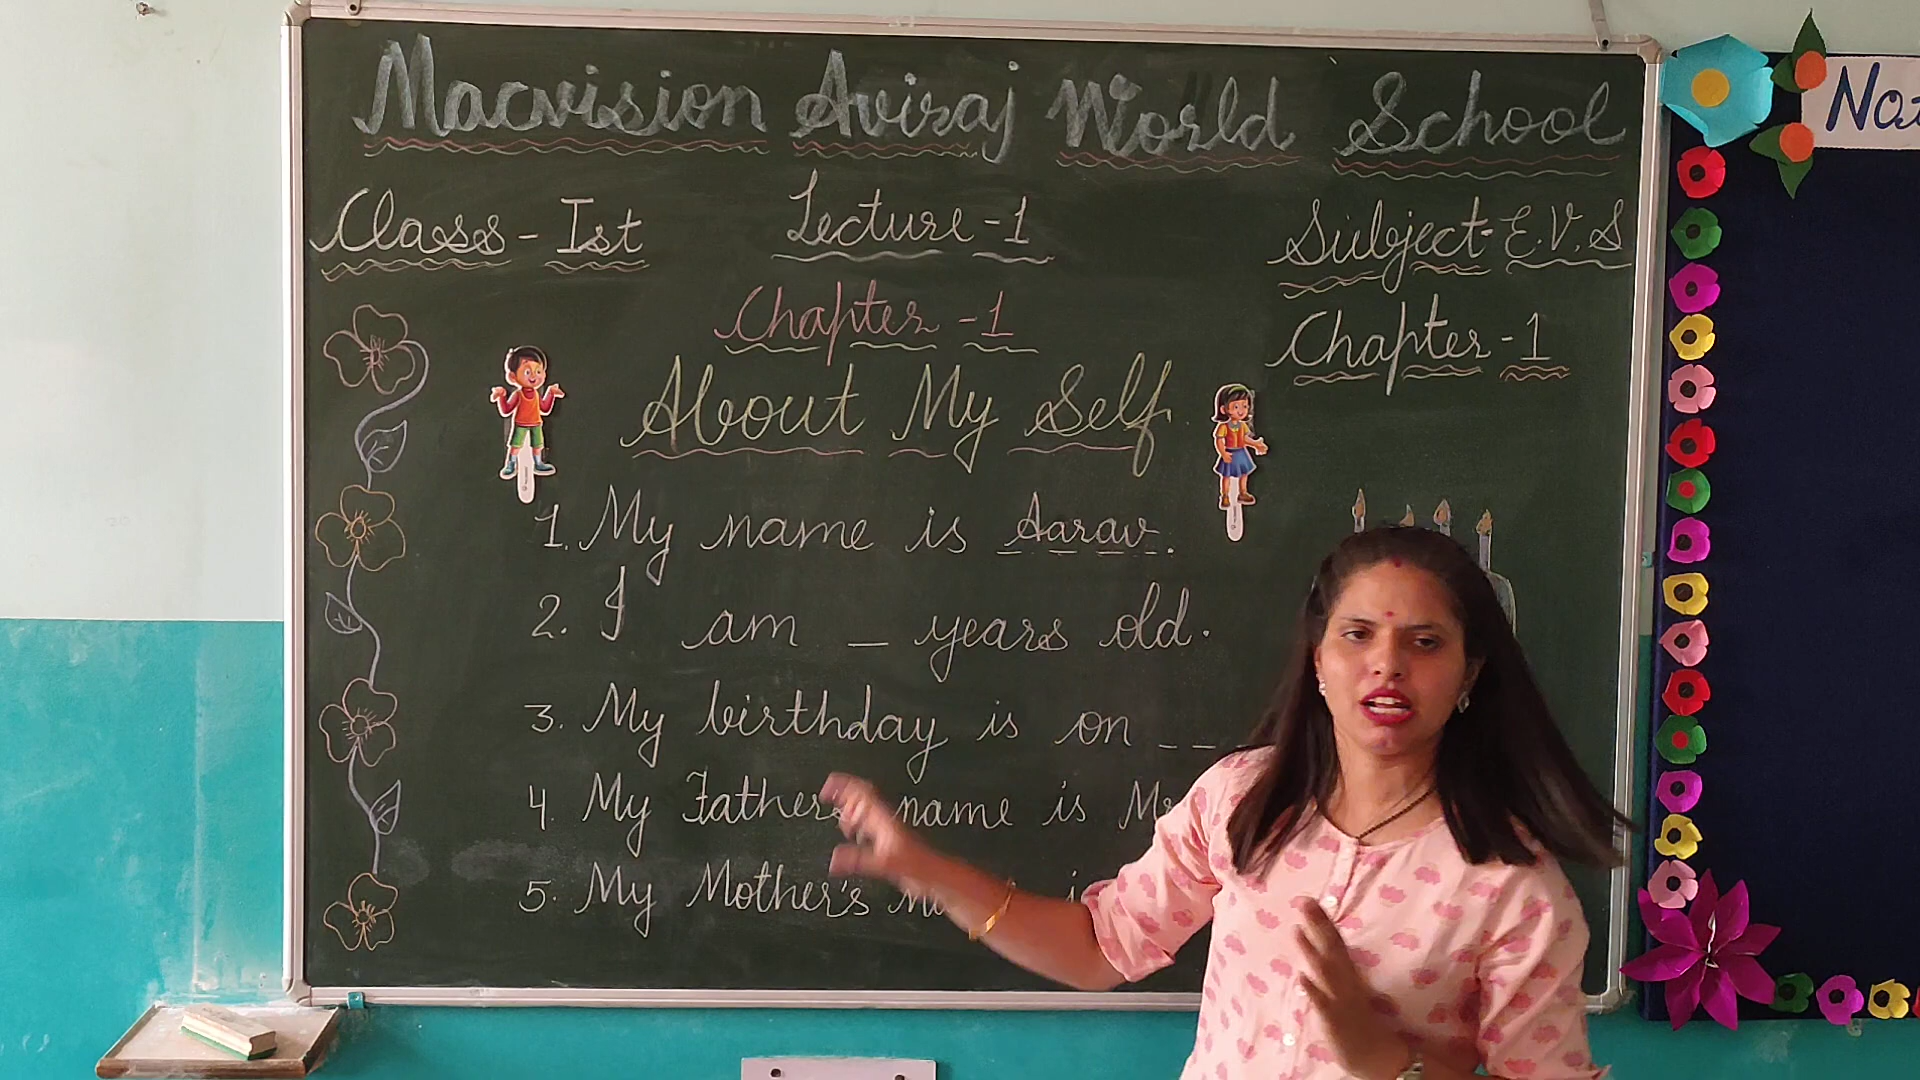 Macvision Aviraj World School
Class - Ist
Lecture - 1
Subject - E.V.S
Chapter - 1
Chapter - 1
About My Self
1. My name is Aarav.
2. I am _ years old.
3. My birthday is on _ _
4. My Father's name is Mr
5. My Mother's